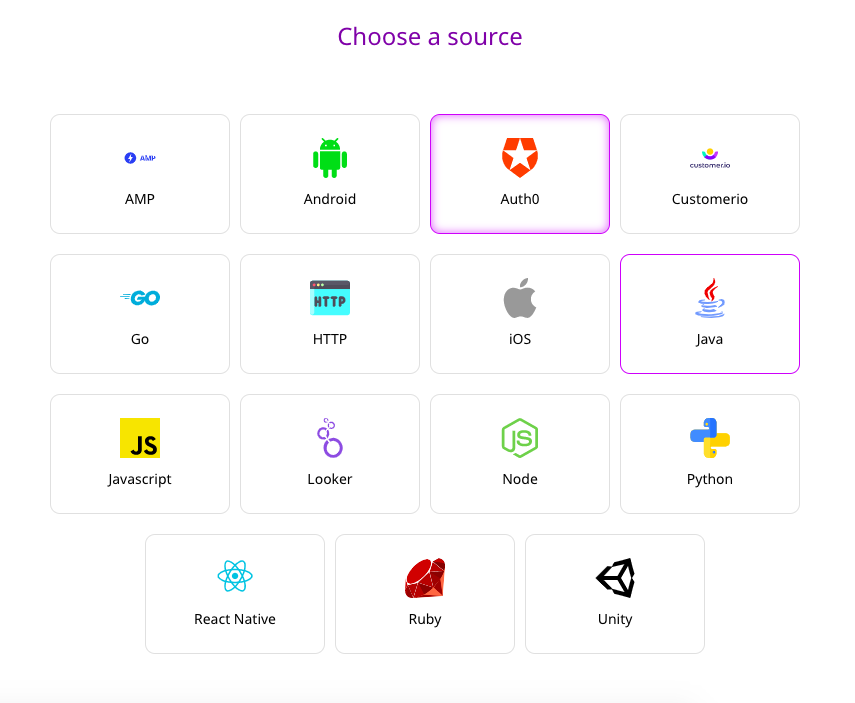 Choose a source
AMP
AMP
Android
Auth0
customer.io
Customerio
GO
Go
HTTP
HTTP
iOS
Java
JS
Javascript
Looker
JS
Node
Python
React Native
Ruby
Unity